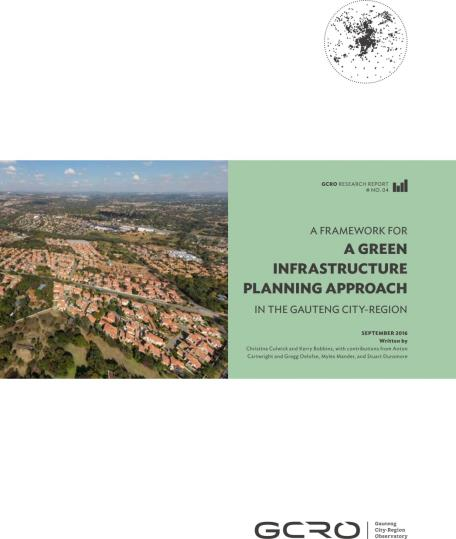 GCRO RESEARCH REPORT
# NO. 04
A FRAMEWORK FOR
A GREEN
INFRASTRUCTURE
PLANNING APPROACH
IN THE GAUTENG CITY-REGION
SEPTEMBER 2016
Written by
Christina Culwick and Kerry Bobbins, with contributions from Anton
Cartwright and Gregg Oelofse, Myles Mander, and Stuart Dunsmore
GCRO
Gauteng
City-Region
Observatory